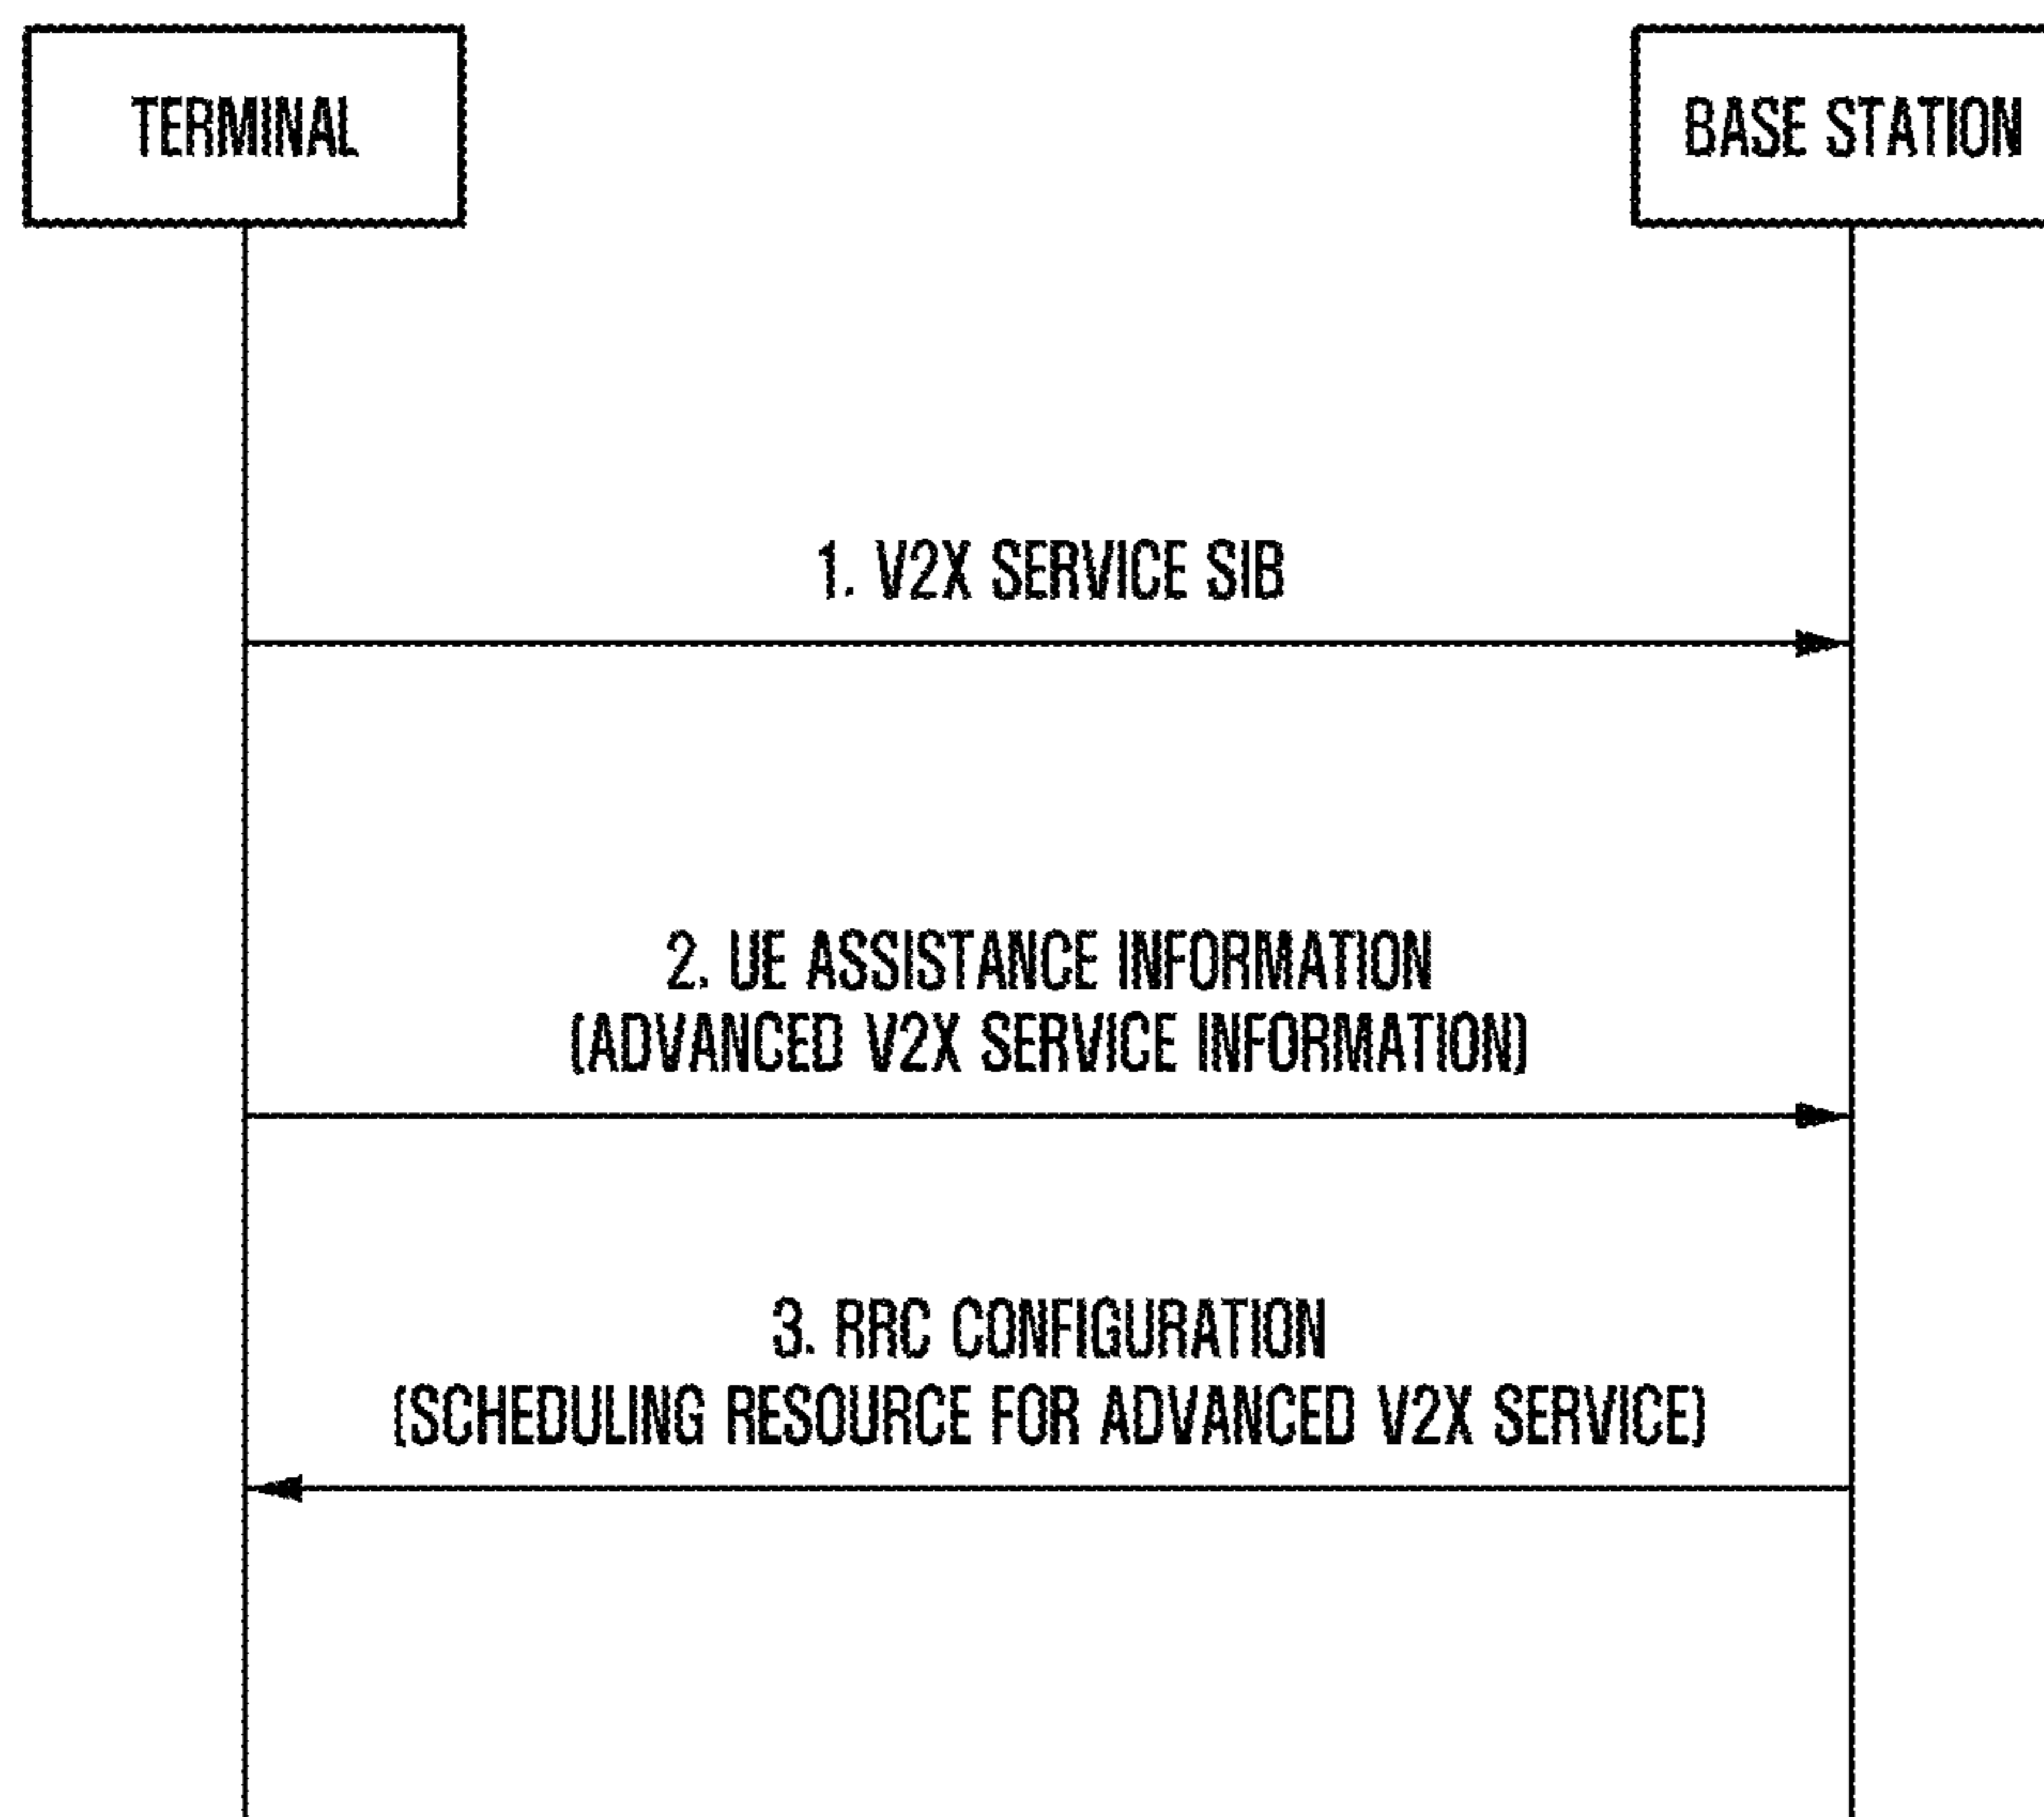 TERMINAL
BASE STATION
1. V2X SERVICE SIB
2. UE ASSISTANCE INFORMATION
(ADVANCED V2X SERVICE INFORMATION)
3. RRC CONFIGURATION
(SCHEDULING RESOURCE FOR ADVANCED V2X SERVICE)